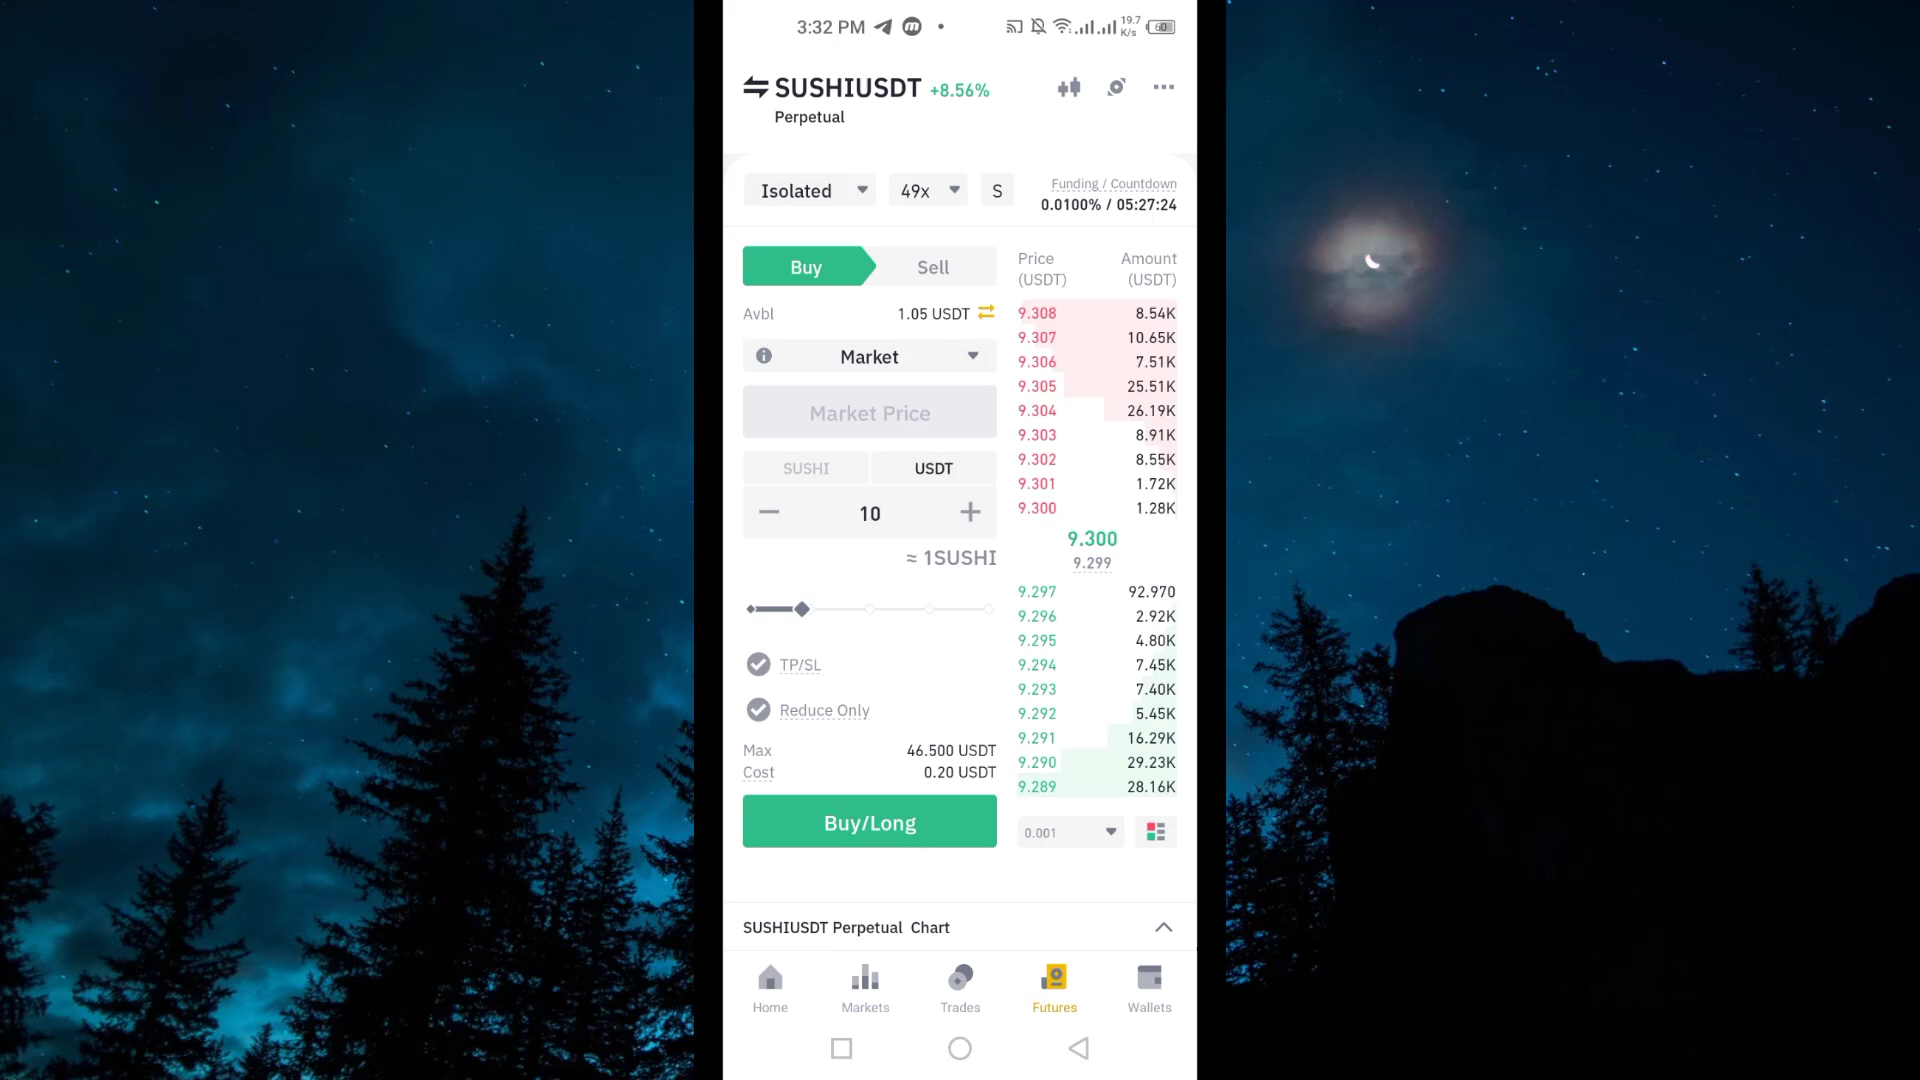 3:32 PM
19.7
K/s
60
SUSHIUSDT +8.56%
Perpetual
Isolated 49x S
Funding / Countdown
0.0100% / 05:27:24
Buy Sell
Avbl 1.05 USDT
Market
Market Price
SUSHI USDT
10
≈ 1SUSHI
TP/SL
Reduce Only
Max 46.500 USDT
Cost 0.20 USDT
Buy/Long
Price Amount
(USDT) (USDT)
9.308 8.54K
9.307 10.65K
9.306 7.51K
9.305 25.51K
9.304 26.19K
9.303 8.91K
9.302 8.55K
9.301 1.72K
9.300 1.28K
9.300
9.299
9.297 92.970
9.296 2.92K
9.295 4.80K
9.294 7.45K
9.293 7.40K
9.292 5.45K
9.291 16.29K
9.290 29.23K
9.289 28.16K
0.001
SUSHIUSDT Perpetual Chart
Home Markets Trades Futures Wallets